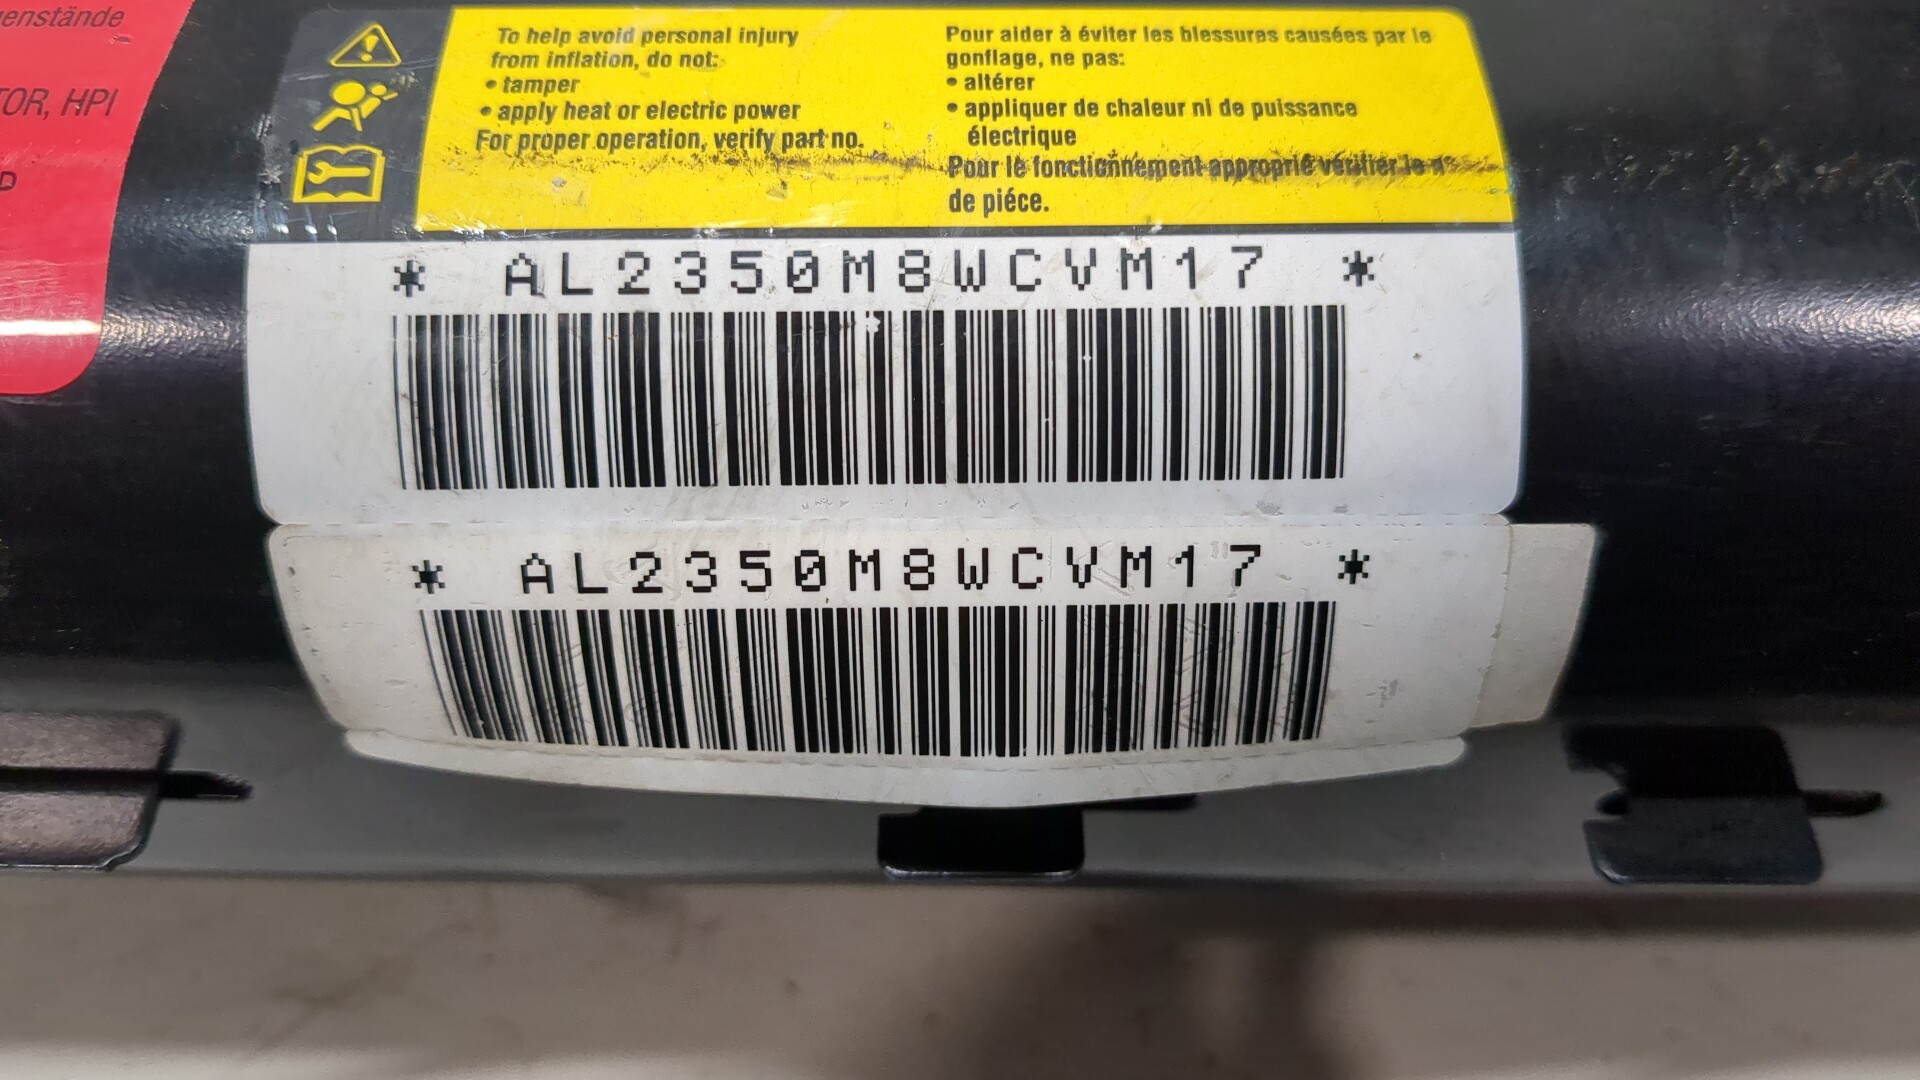 genstände
TOR, HPI
D
To help avoid personal injury
from inflation, do not:
• tamper
• apply heat or electric power
For proper operation, verify part no.
Pour aider à éviter les blessures causées par le
gonflage, ne pas:
• altérer
• appliquer de chaleur ni de puissance
électrique
Pour le fonctionnement approprié vérifier le n°
de piéce.
* AL2350M8WCVM17 *
* AL2350M8WCVM17 *